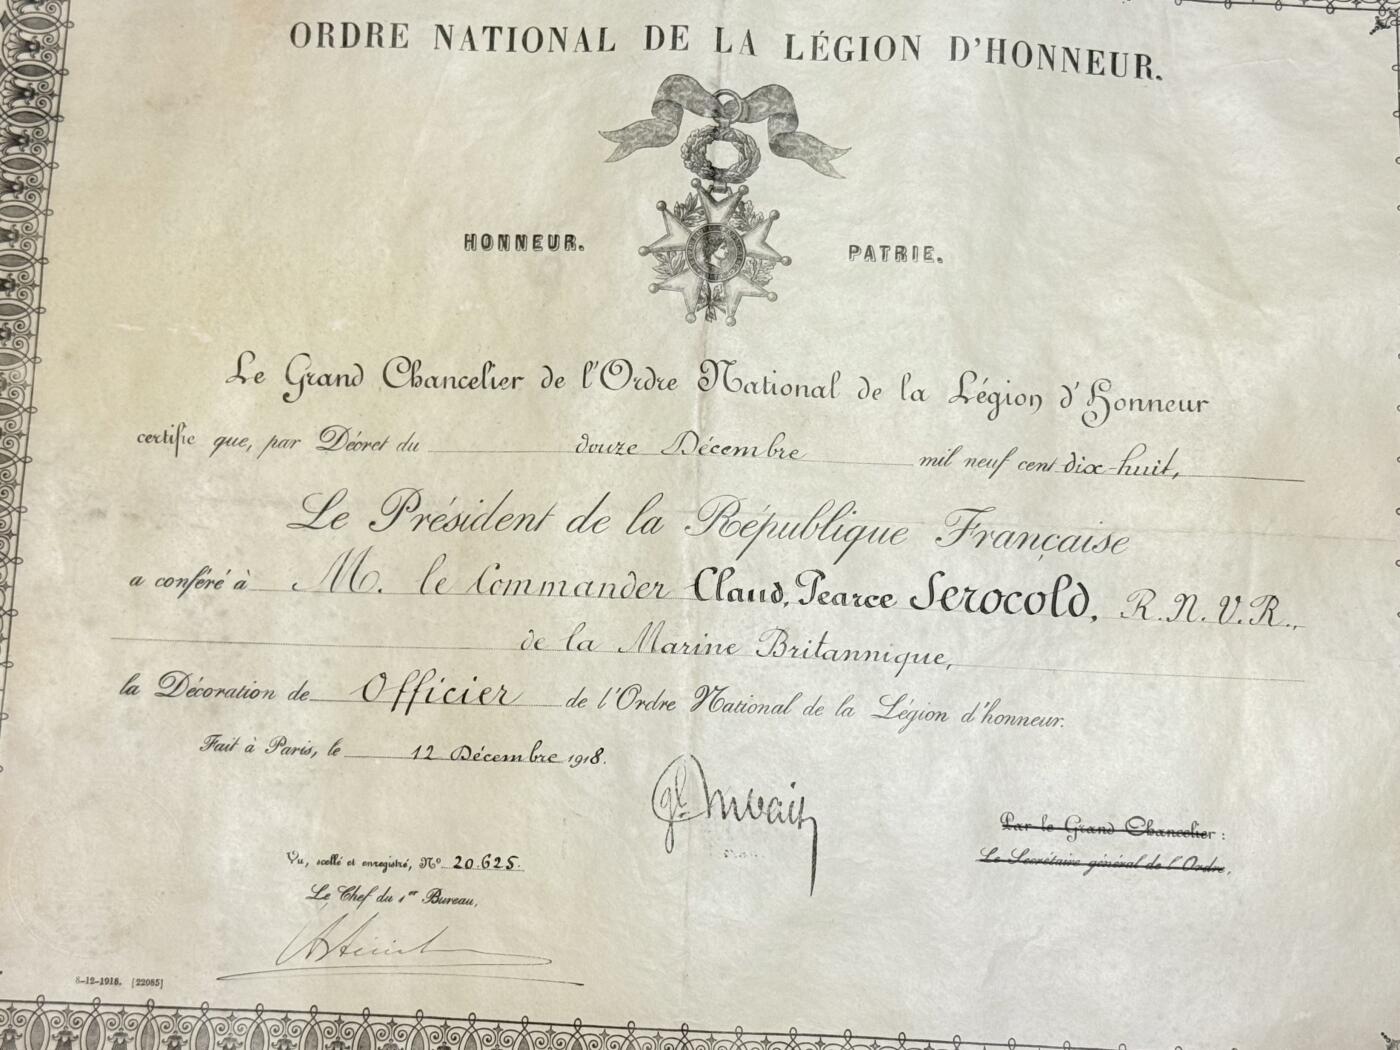 ORDRE NATIONAL DE LA LÉGION D'HONNEUR.
HONNEUR. PATRIE.
Le Grand Chancelier de l'Ordre National de la Légion d'Honneur
certifie que, par Décret du douze Décembre mil neuf cent dix-huit,
Le Président de la République Française
a conféré à M. le Commander Claud, Pearce Serocold, R.N.V.R.,
de la Marine Britannique,
la Décoration de Officier de l'Ordre National de la Légion d'honneur.
Fait à Paris, le 12 Décembre 1918.
Par le Grand Chancelier :
Le Secrétaire général de l'Ordre,
Vu, scellé et enregistré, N° 20.625.
Le Chef du 1er Bureau,
8-12-1918. [22085]